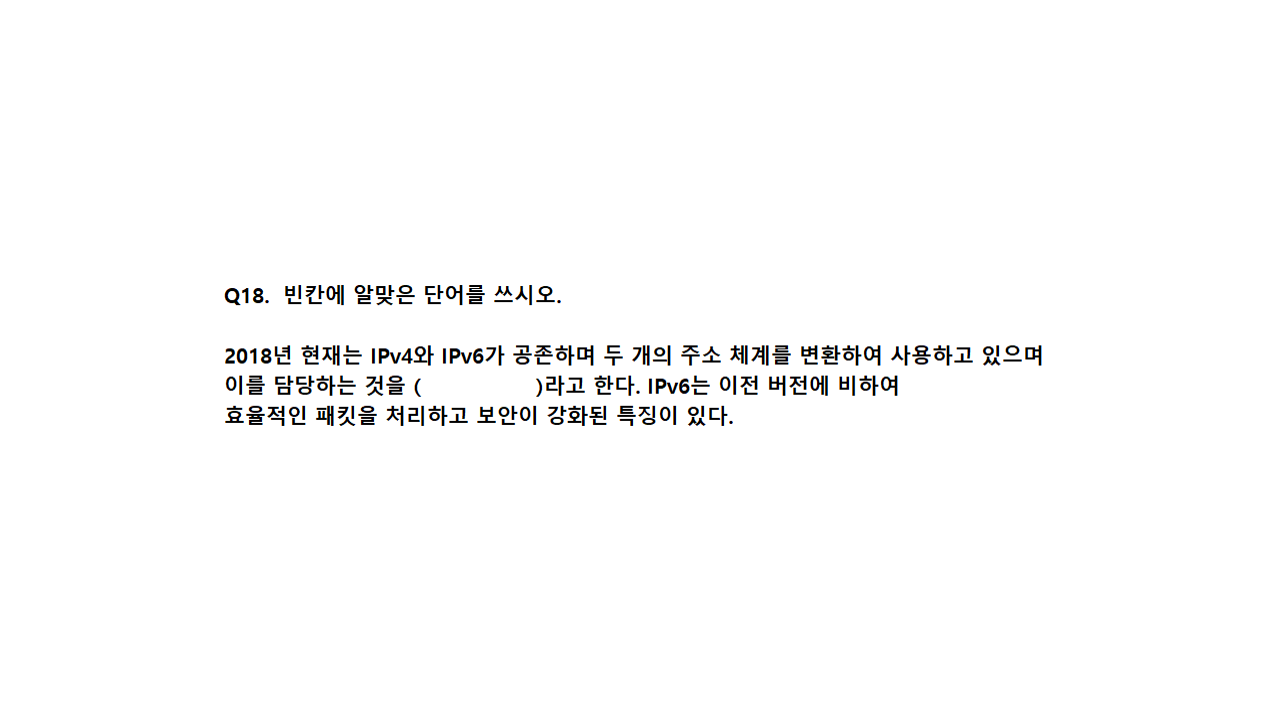 Q18.  빈칸에 알맞은 단어를 쓰시오.
2018년 현재는 IPv4와 IPv6가 공존하며 두 개의 주소 체계를 변환하여 사용하고 있으며
이를 담당하는 것을 (                    )라고 한다. IPv6는 이전 버전에 비하여
효율적인 패킷을 처리하고 보안이 강화된 특징이 있다.